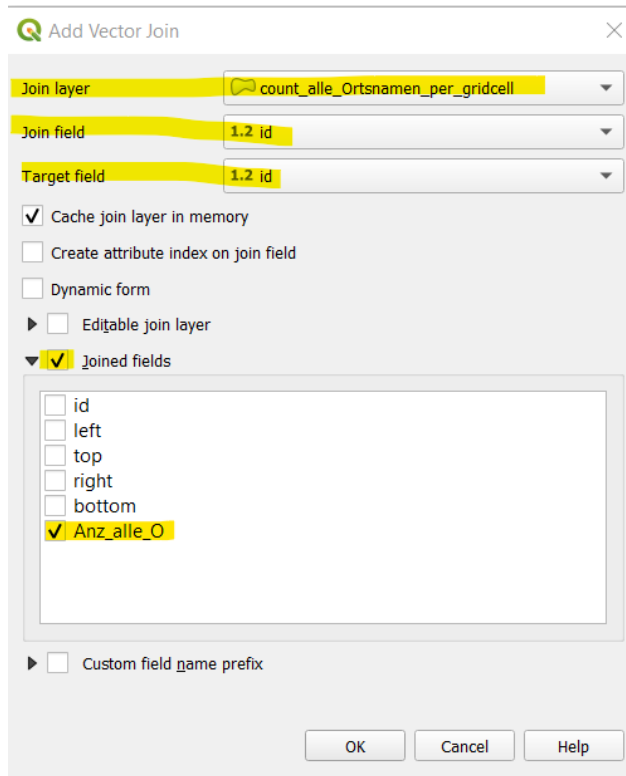 Add Vector Join
Join layer count_alle_Ortsnamen_per_gridcell
Join field 1.2 id
Target field 1.2 id
Cache join layer in memory
Create attribute index on join field
Dynamic form
Editable join layer
Joined fields
id
left
top
right
bottom
Anz_alle_O
Custom field name prefix
OK Cancel Help